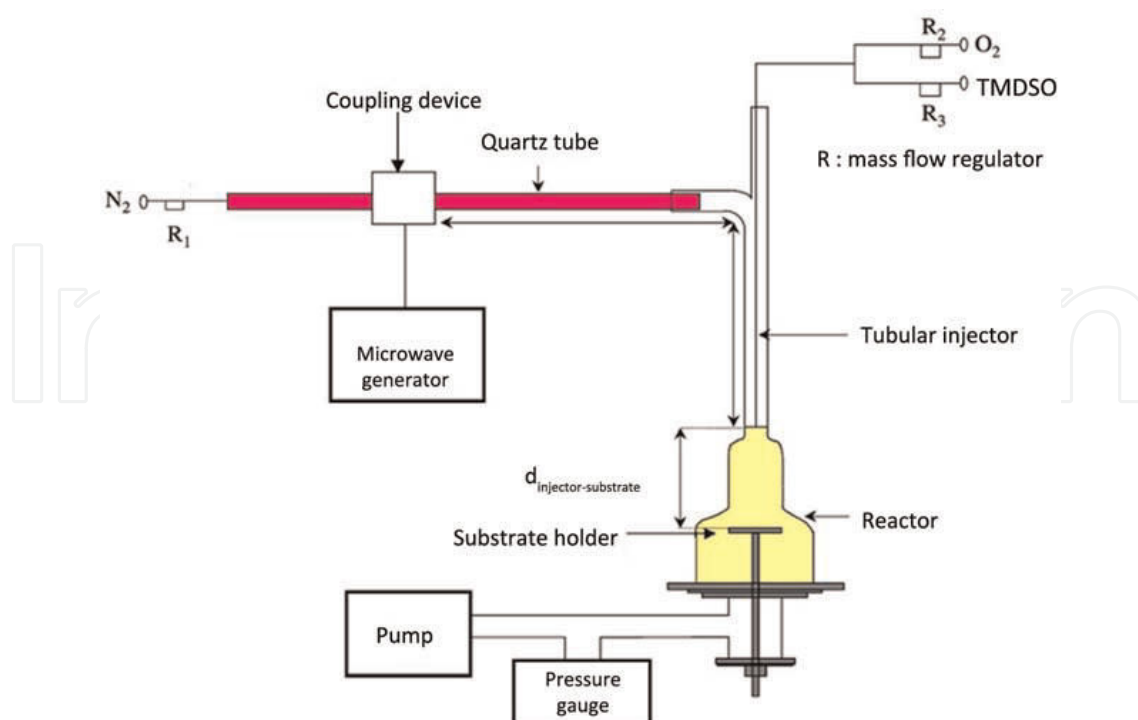 R₂
O₂
TMDSO
R₃
R : mass flow regulator
Coupling device
Quartz tube
N₂
R₁
Microwave
generator
Tubular injector
d injector-substrate
Reactor
Substrate holder
Pump
Pressure
gauge